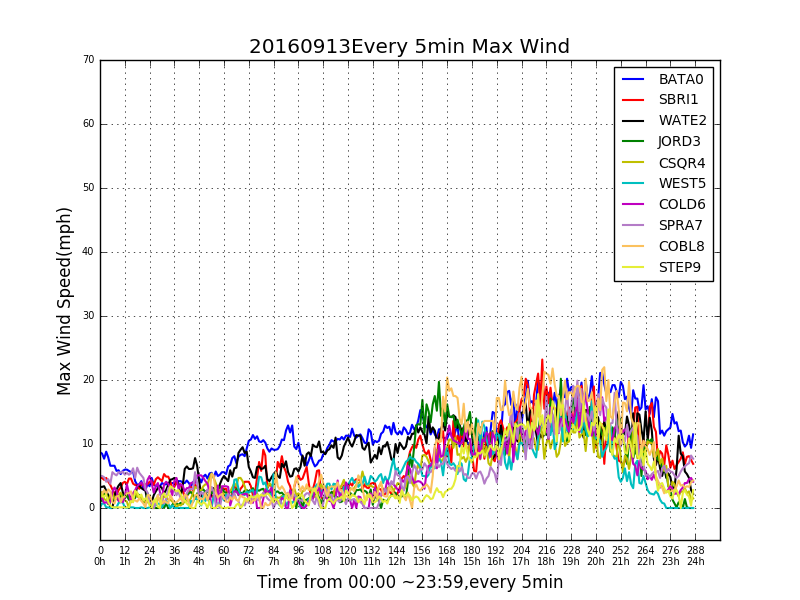 20160913Every 5min Max Wind
70
60
50
40
30
20
10
0
Max Wind Speed(mph)
BATA0
SBRI1
WATE2
JORD3
CSQR4
WEST5
COLD6
SPRA7
COBL8
STEP9
0 12 24 36 48 60 72 84 96 108 120 132 144 156 168 180 192 204 216 228 240 252 264 276 288
0h 1h 2h 3h 4h 5h 6h 7h 8h 9h 10h 11h 12h 13h 14h 15h 16h 17h 18h 19h 20h 21h 22h 23h 24h
Time from 00:00 ~23:59,every 5min